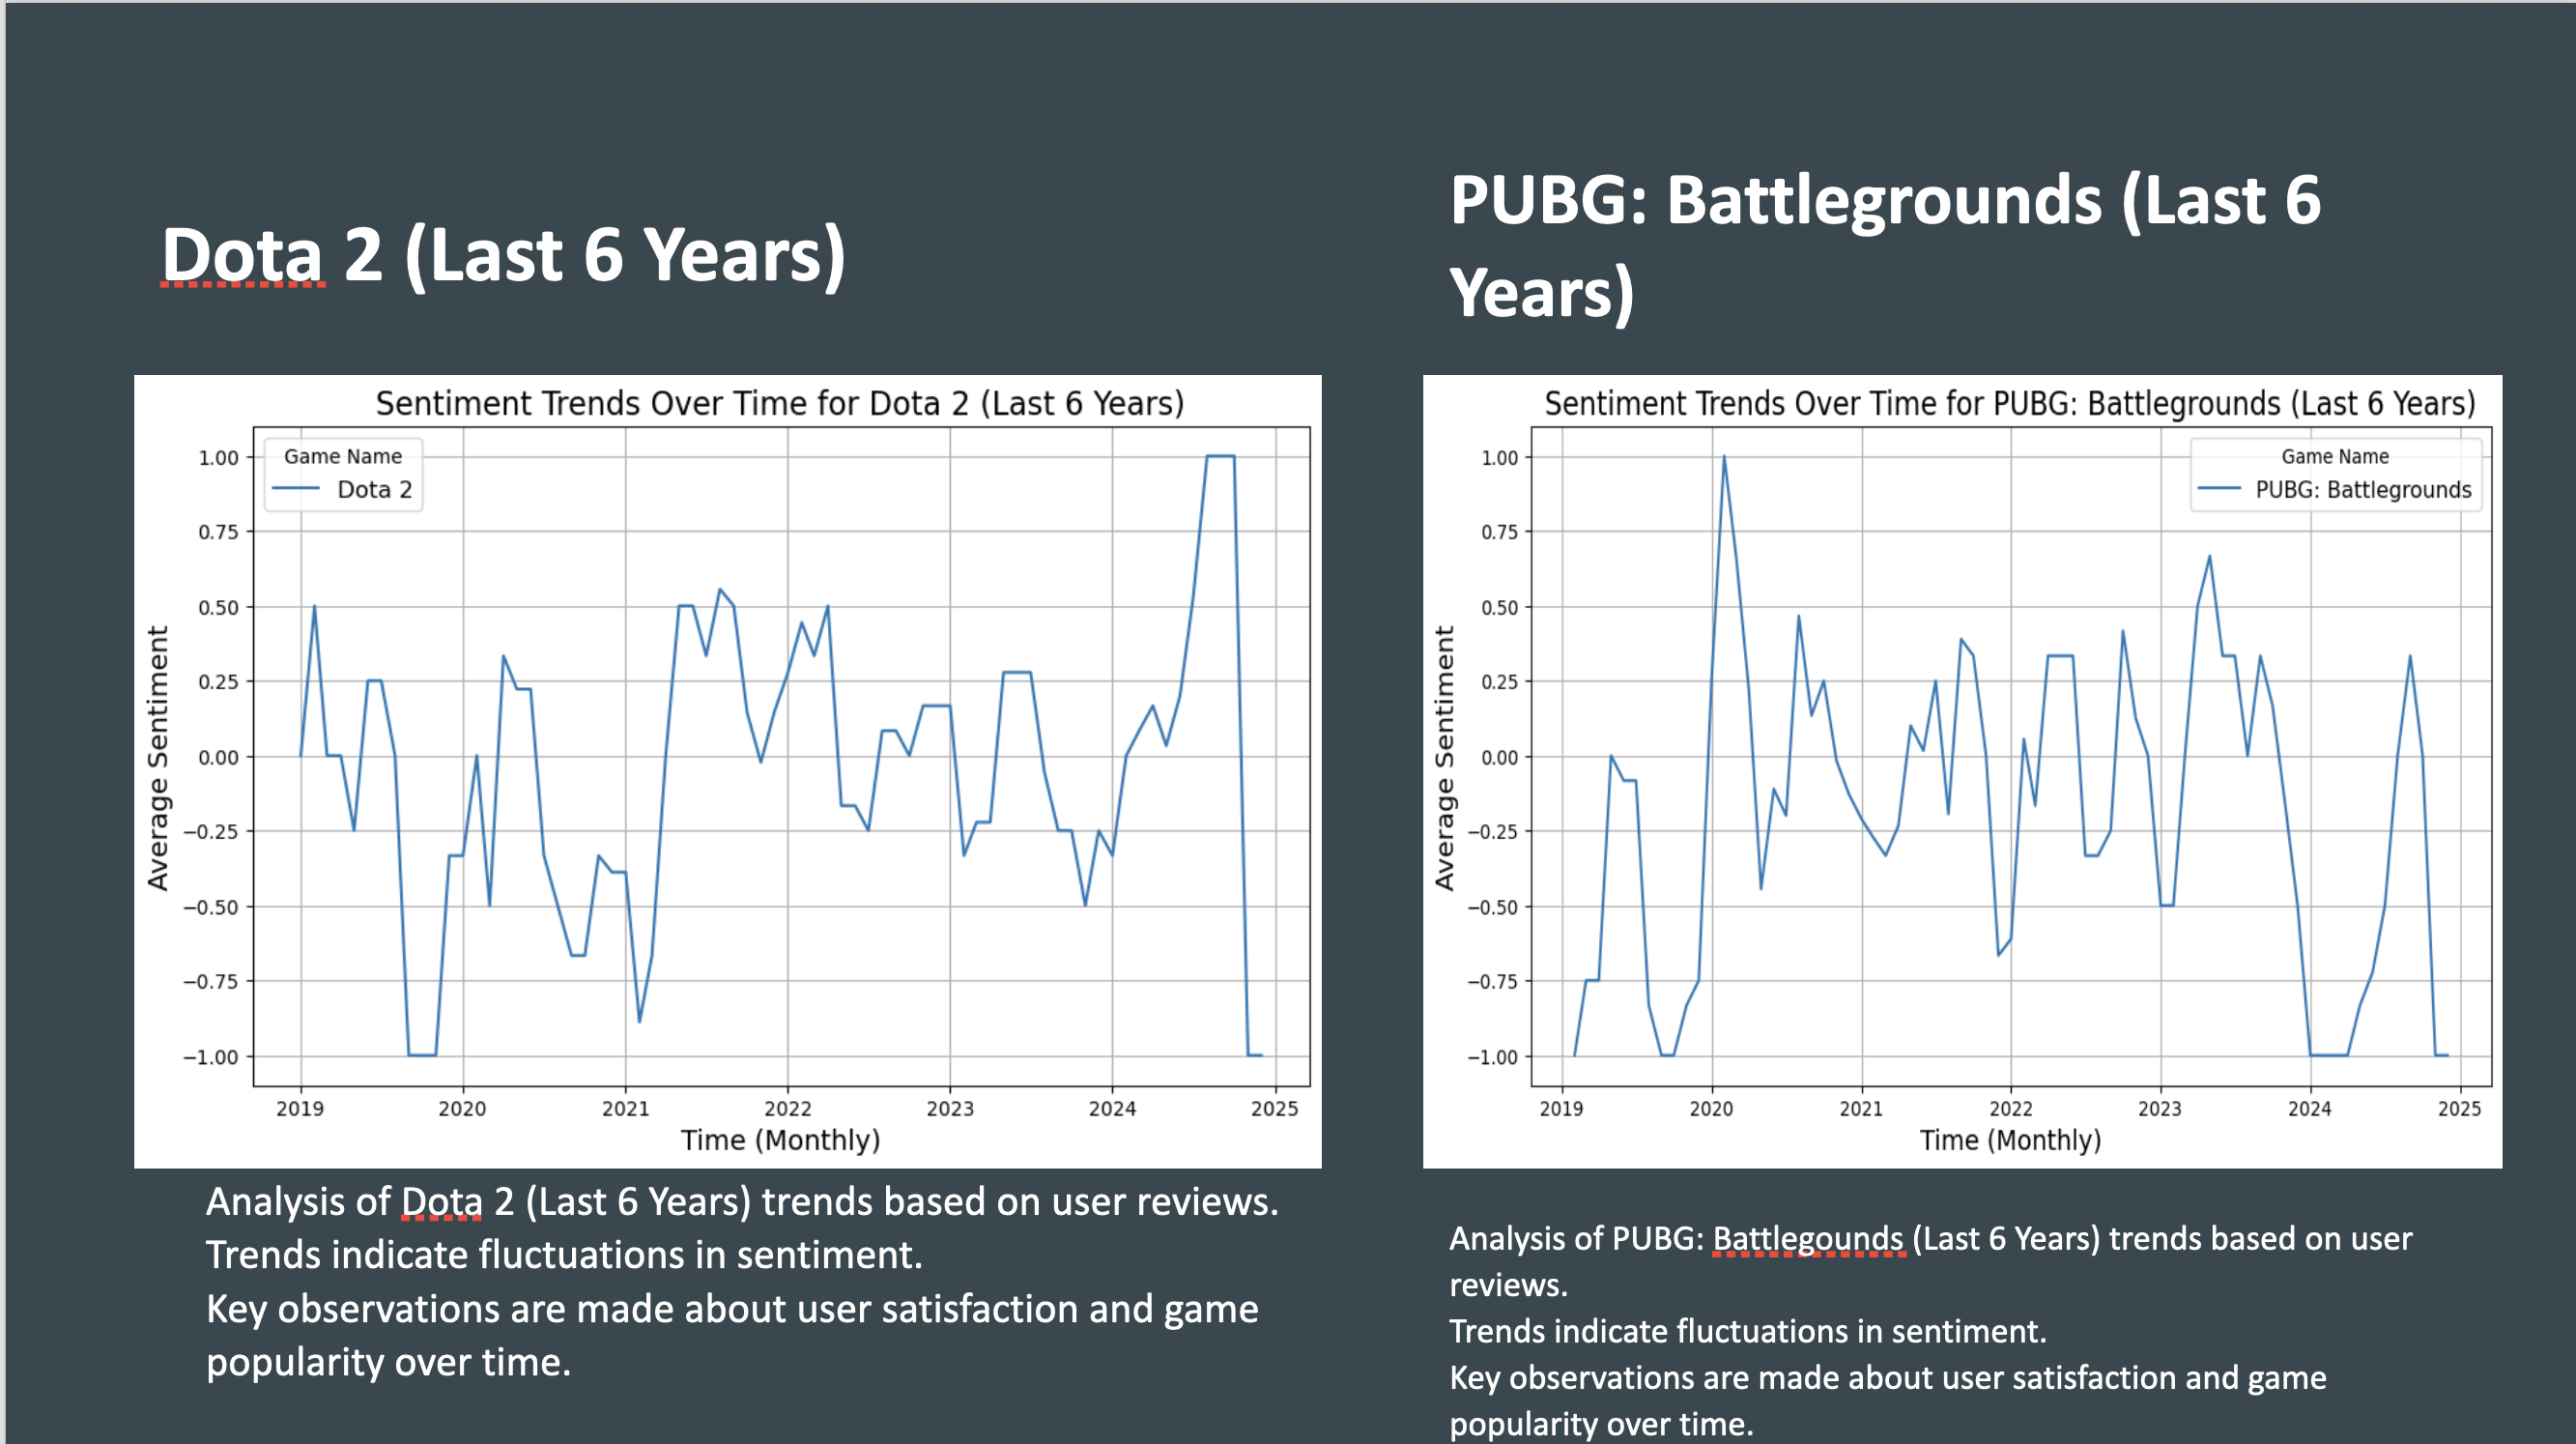 Dota 2 (Last 6 Years)
Sentiment Trends Over Time for Dota 2 (Last 6 Years)
Game Name
Dota 2
Average Sentiment
1.00
0.75
0.50
0.25
0.00
−0.25
−0.50
−0.75
−1.00
2019 2020 2021 2022 2023 2024 2025
Time (Monthly)
Analysis of Dota 2 (Last 6 Years) trends based on user reviews.
Trends indicate fluctuations in sentiment.
Key observations are made about user satisfaction and game
popularity over time.
PUBG: Battlegrounds (Last 6
Years)
Sentiment Trends Over Time for PUBG: Battlegrounds (Last 6 Years)
Game Name
PUBG: Battlegrounds
Average Sentiment
1.00
0.75
0.50
0.25
0.00
−0.25
−0.50
−0.75
−1.00
2019 2020 2021 2022 2023 2024 2025
Time (Monthly)
Analysis of PUBG: Battlegounds (Last 6 Years) trends based on user
reviews.
Trends indicate fluctuations in sentiment.
Key observations are made about user satisfaction and game
popularity over time.